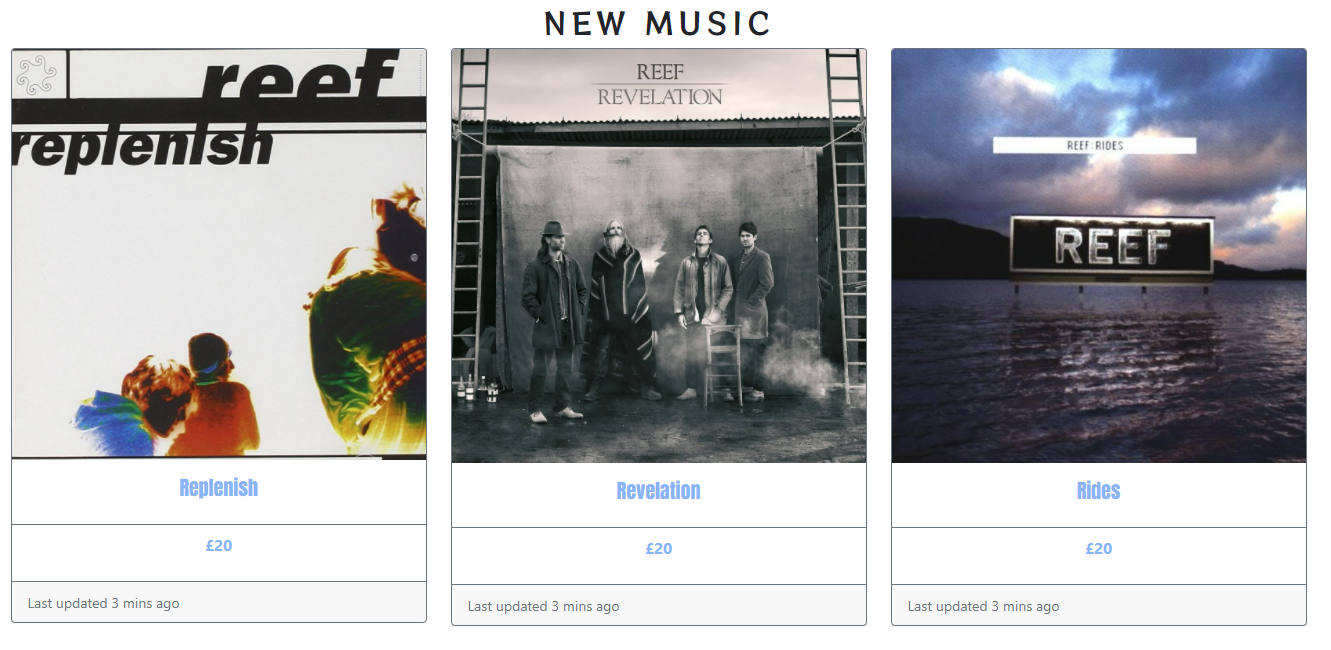 NEW MUSIC
reef
replenish
Replenish
£20
Last updated 3 mins ago
REEF
REVELATION
Revelation
£20
Last updated 3 mins ago
REEF: RIDES
REEF
Rides
£20
Last updated 3 mins ago